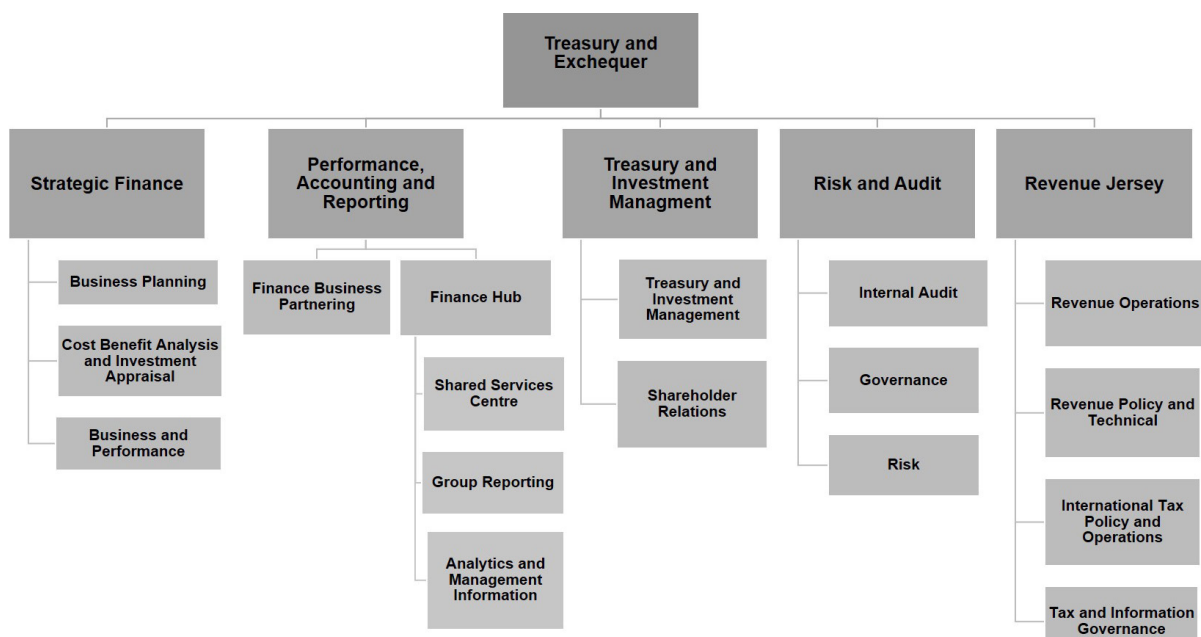 Treasury and
Exchequer
Strategic Finance
Performance,
Accounting and
Reporting
Treasury and
Investment
Managment
Risk and Audit
Revenue Jersey
Business Planning
Cost Benefit Analysis
and Investment
Appraisal
Business and
Performance
Finance Business
Partnering
Finance Hub
Shared Services
Centre
Group Reporting
Analytics and
Management
Information
Treasury and
Investment
Management
Shareholder
Relations
Internal Audit
Governance
Risk
Revenue Operations
Revenue Policy and
Technical
International Tax
Policy and
Operations
Tax and Information
Governance